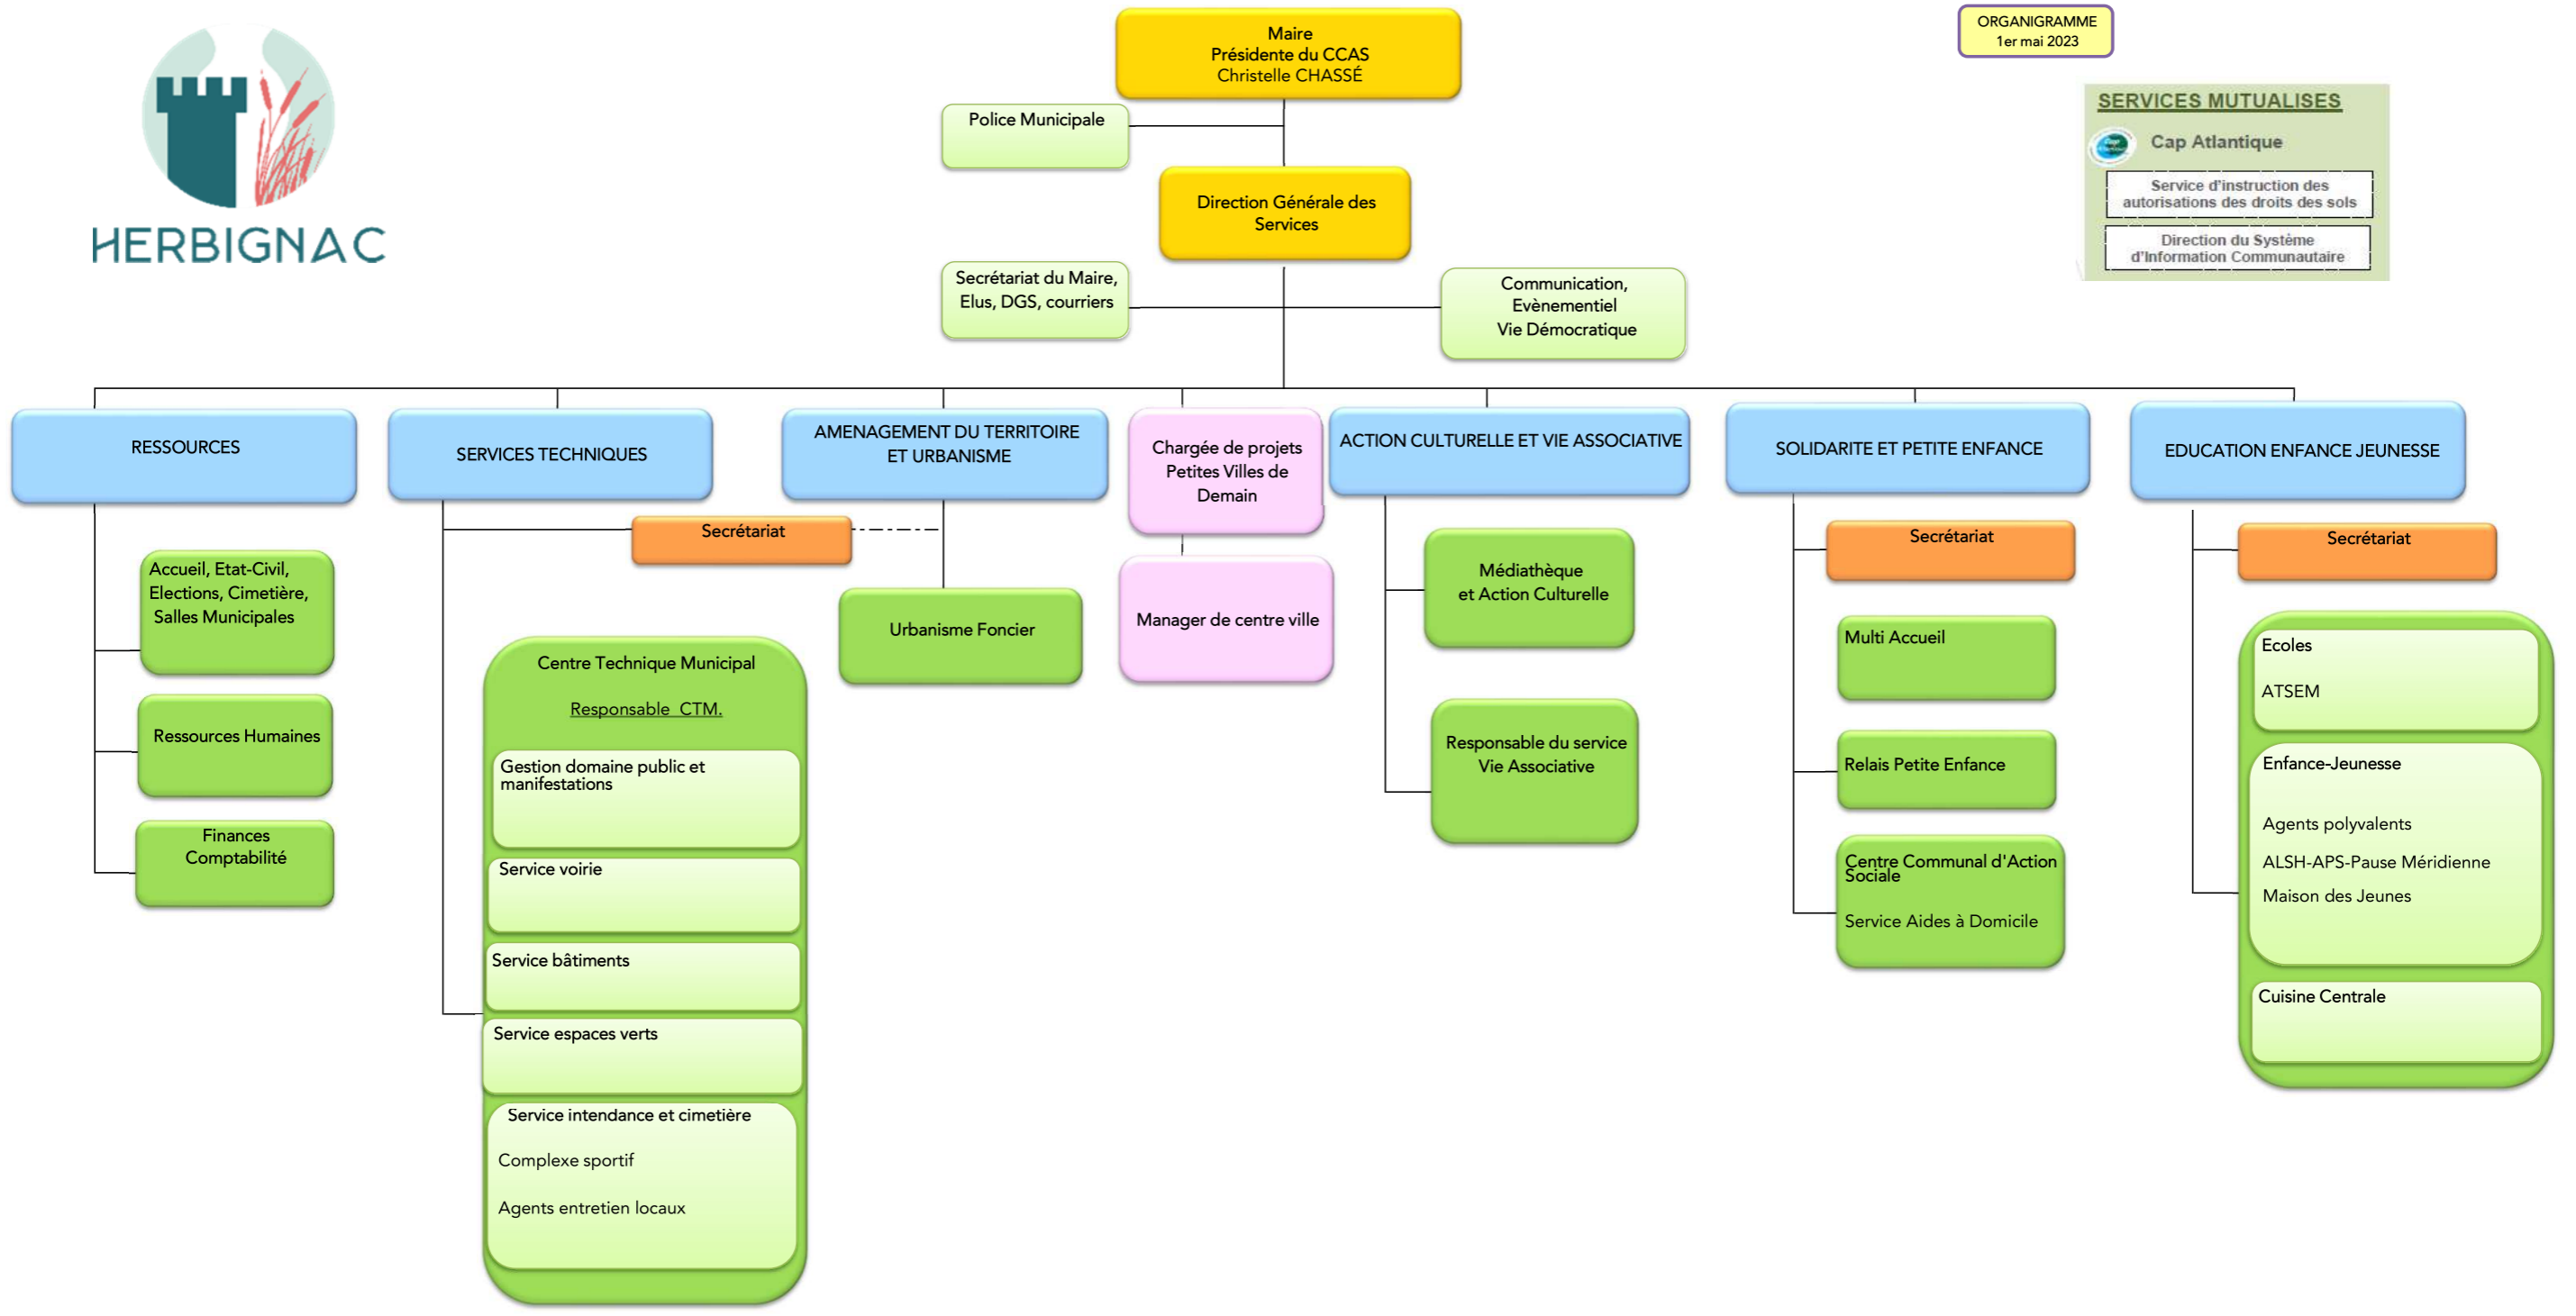 HERBIGNAC
Maire
Présidente du CCAS
Christelle CHASSÉ
ORGANIGRAMME
1er mai 2023
SERVICES MUTUALISES
Cap Atlantique
Service d'instruction des
autorisations des droits des sols
Direction du Système
d'Information Communautaire
Police Municipale
Direction Générale des
Services
Secrétariat du Maire,
Elus, DGS, courriers
Communication,
Evènementiel
Vie Démocratique
RESSOURCES
Accueil, Etat-Civil,
Elections, Cimetière,
Salles Municipales
Ressources Humaines
Finances
Comptabilité
SERVICES TECHNIQUES
Secrétariat
Centre Technique Municipal
Responsable CTM.
Gestion domaine public et
manifestations
Service voirie
Service bâtiments
Service espaces verts
Service intendance et cimetière
Complexe sportif
Agents entretien locaux
AMENAGEMENT DU TERRITOIRE
ET URBANISME
Urbanisme Foncier
Chargée de projets
Petites Villes de
Demain
Manager de centre ville
ACTION CULTURELLE ET VIE ASSOCIATIVE
Médiathèque
et Action Culturelle
Responsable du service
Vie Associative
SOLIDARITE ET PETITE ENFANCE
Secrétariat
Multi Accueil
Relais Petite Enfance
Centre Communal d'Action
Sociale
Service Aides à Domicile
EDUCATION ENFANCE JEUNESSE
Secrétariat
Ecoles
ATSEM
Enfance-Jeunesse
Agents polyvalents
ALSH-APS-Pause Méridienne
Maison des Jeunes
Cuisine Centrale